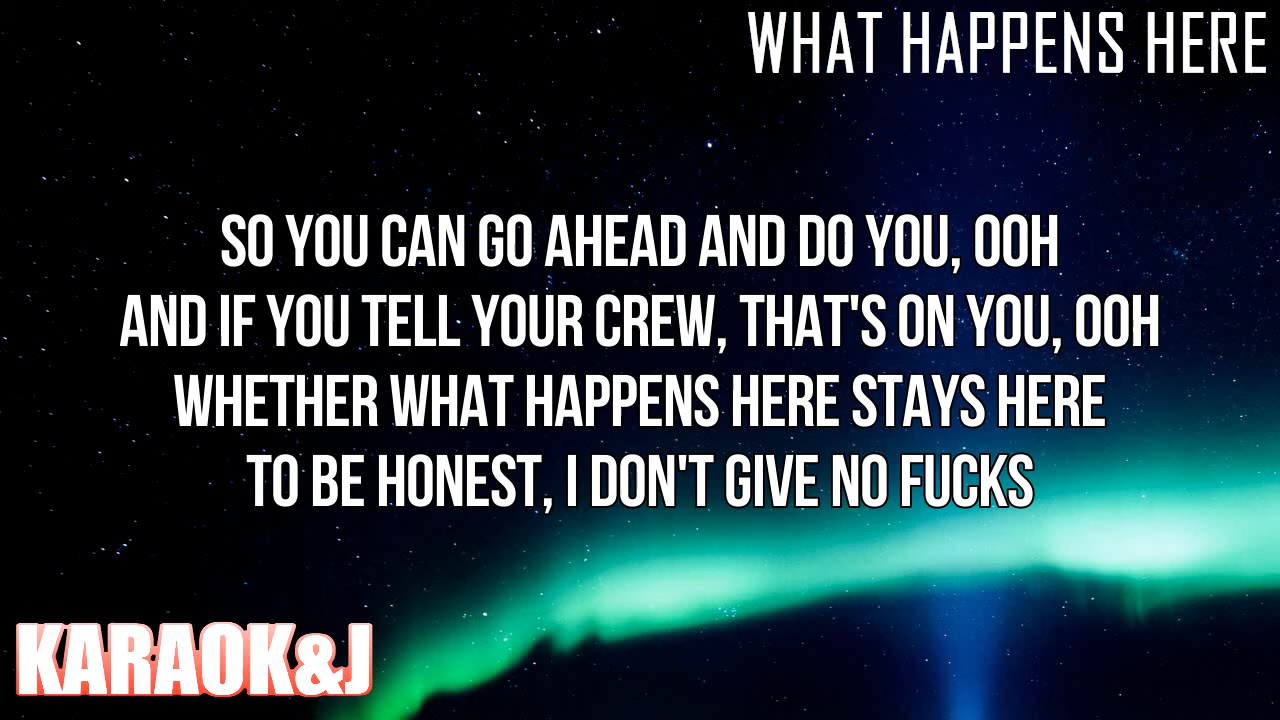 WHAT HAPPENS HERE
SO YOU CAN GO AHEAD AND DO YOU, OOH
AND IF YOU TELL YOUR CREW, THAT'S ON YOU, OOH
WHETHER WHAT HAPPENS HERE STAYS HERE
TO BE HONEST, I DON'T GIVE NO FUCKS
KARAOK&J